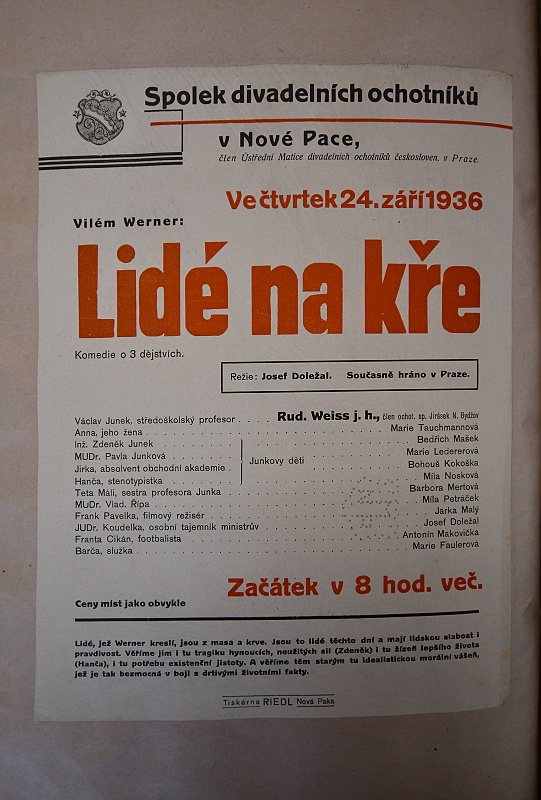 Spolek divadelních ochotníků
v Nové Pace,
člen Ústřední Matice divadelních ochotníků českosloven. v Praze.
Ve čtvrtek 24. září 1936
Vilém Werner:
Lidé na kře
Komedie o 3 dějstvích.
Režie: Josef Doležal. Současně hráno v Praze.
Václav Junek, středoškolský profesor . . . . Rud. Weiss j. h., člen ochot. sp. Jirásek N. Bydžov
Anna, jeho žena . . . . Marie Tauchmannová
Inž. Zdeněk Junek . . . . Bedřich Mašek
MUDr. Pavla Junková . . . . Marie Ledererová
Junkovy děti
Jirka, absolvent obchodní akademie . . . . Bohouš Kokoška
Hanča, stenotypistka . . . . Míla Nosková
Teta Máli, sestra profesora Junka . . . . Barbora Mertová
MUDr. Vlad. Řípa . . . . Míla Petráček
Frank Pavelka, filmový režisér . . . . Jarka Malý
JUDr. Koudelka, osobní tajemník ministrův . . . . Josef Doležal
Franta Cikán, footbalista . . . . Antonín Makovička
Barča, služka . . . . Marie Faulerová
Začátek v 8 hod. več.
Ceny míst jako obvykle
Lidé, jež Werner kreslí, jsou z masa a krve. Jsou to lidé těchto dní a mají lidskou slabost i
pravdivost. Věříme jim i tu tragiku hynoucích, neužitých sil (Zdeněk) i tu žízeň lepšího života
(Hanča), i tu potřebu existenční jistoty. A věříme těm starým tu idealistickou morální vášeň,
jež je tak bezmocná v boji s drtivými životními fakty.
Tiskárna RIEDL Nová Paka